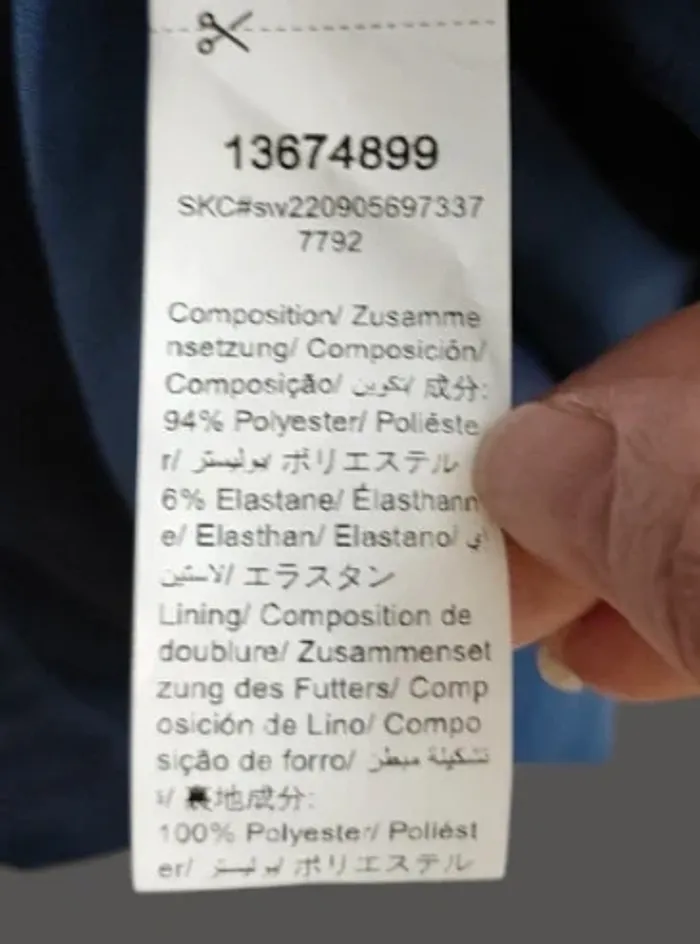 13674899
SKC#sw220905697337
7792
Composition/ Zusamme
nsetzung/ Composición/
Composição/ تكوين/ 成分:
94% Polyester/ Poliéste
r/ بوليستر/ ポリエステル
6% Elastane/ Élasthann
e/ Elasthan/ Elastano/
エラスタン
Lining/ Composition de
doublure/ Zusammenset
zung des Futters/ Comp
osición de Lino/ Compo
sição de forro/ تشكيلة مبطن
裏地成分:
100% Polyester/ Poliést
er/ بوليستر/ ポリエステル